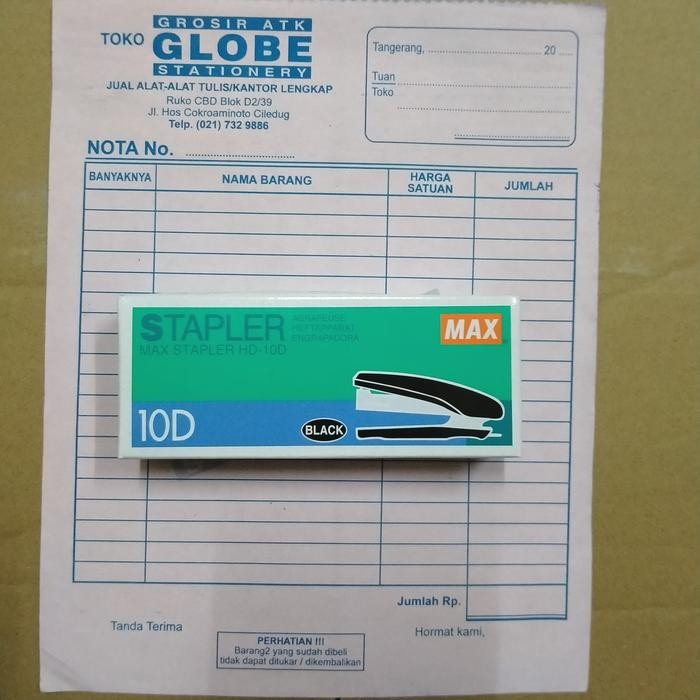 GROSIR ATK
TOKO GLOBE
STATIONERY
JUAL ALAT-ALAT TULIS/KANTOR LENGKAP
Ruko CBD Blok D2/39
Jl. Hos Cokroaminoto Ciledug
Telp. (021) 732 9886
Tangerang, .................................. 20 ....
Tuan
Toko
NOTA No. ..............................
BANYAKNYA NAMA BARANG HARGA SATUAN JUMLAH
STAPLER
AGRAFEUSE
HEFTAPPARAT
ENGRAPADORA
MAX
MAX STAPLER HD-10D
10D
BLACK
Jumlah Rp.
Tanda Terima
Hormat kami,
PERHATIAN !!!
Barang2 yang sudah dibeli
tidak dapat ditukar / dikembalikan